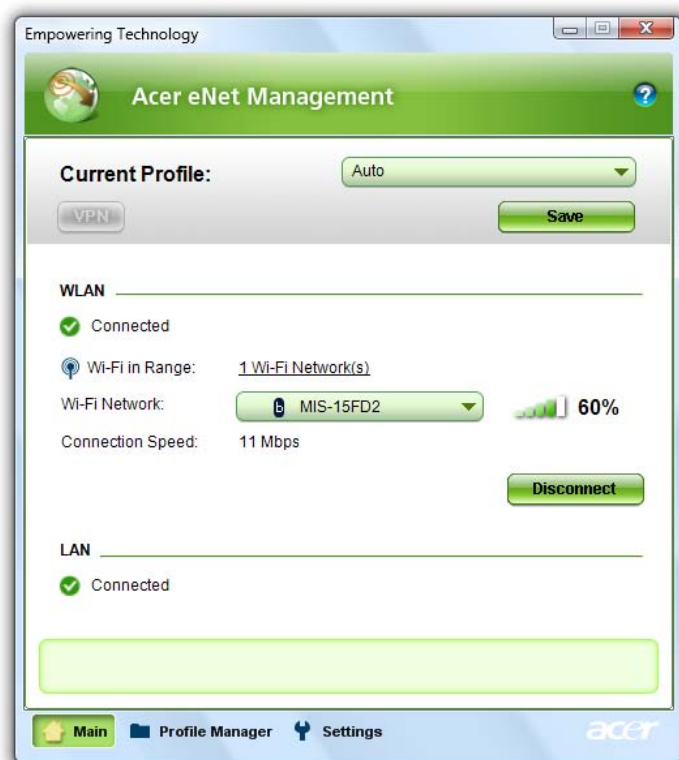 Empowering Technology
Acer eNet Management
?
Current Profile:
Auto
VPN
Save
WLAN
Connected
Wi-Fi in Range:
1 Wi-Fi Network(s)
Wi-Fi Network:
b MIS-15FD2
60%
Connection Speed:
11 Mbps
Disconnect
LAN
Connected
Main
Profile Manager
Settings
acer